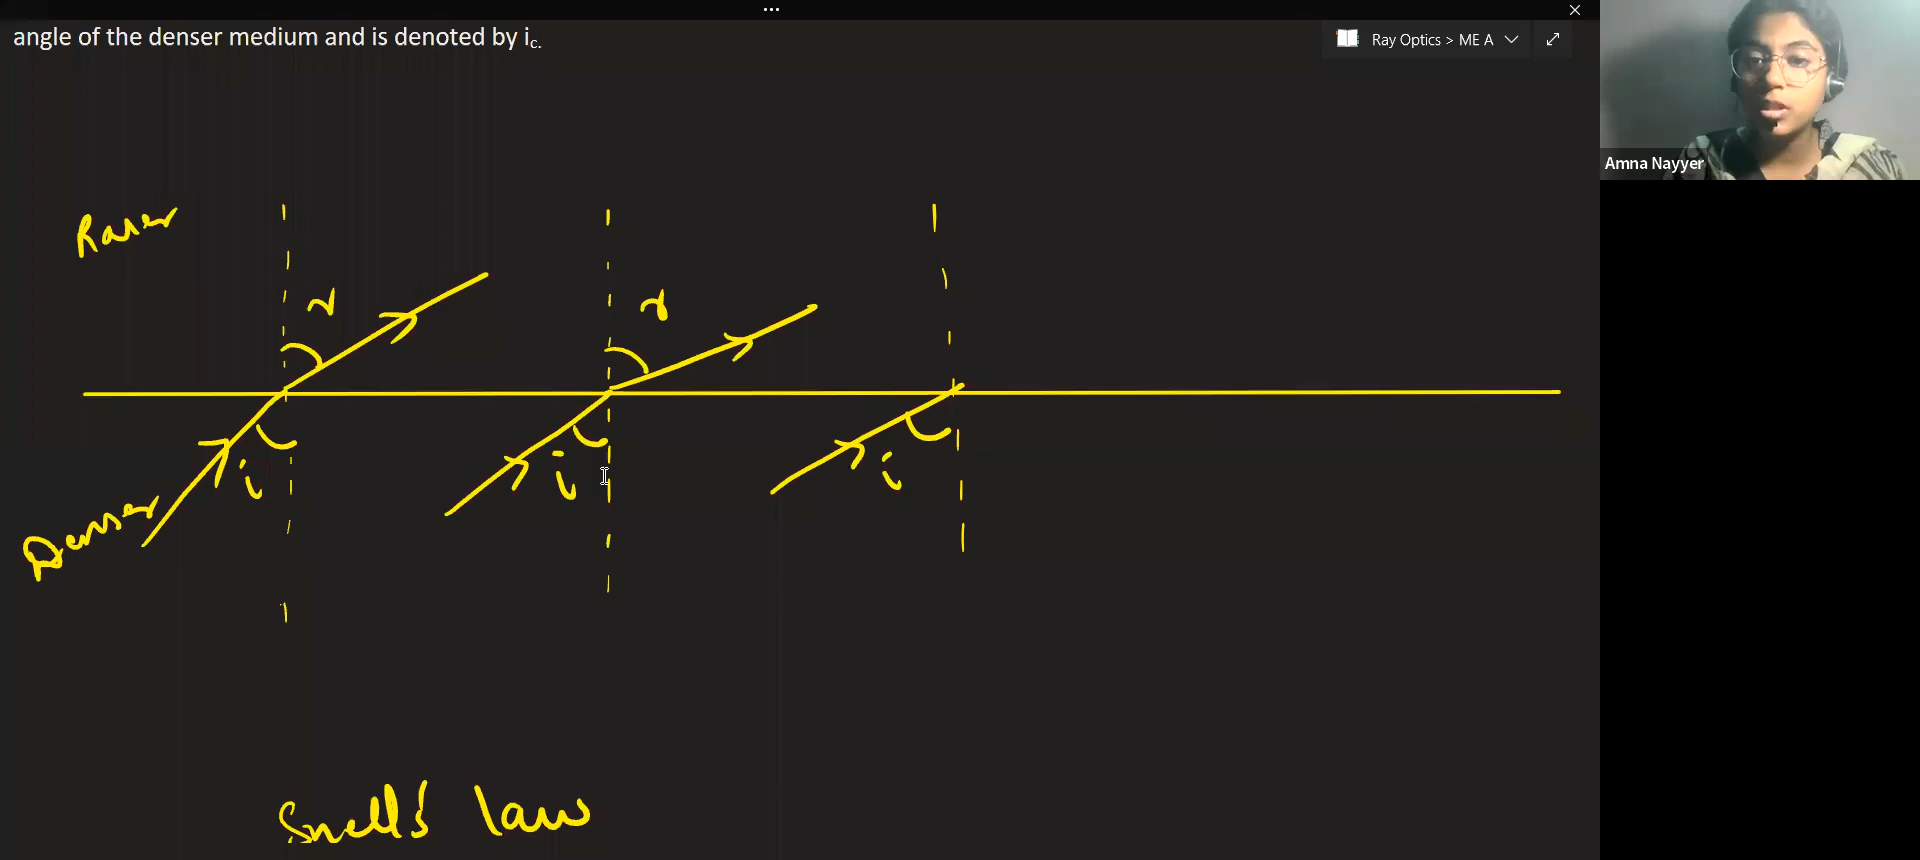 angle of the denser medium and is denoted by ic.
Ray Optics > ME A
Amna Nayyer
Rarer
r
r
i
i
i
Denser
Snell's law